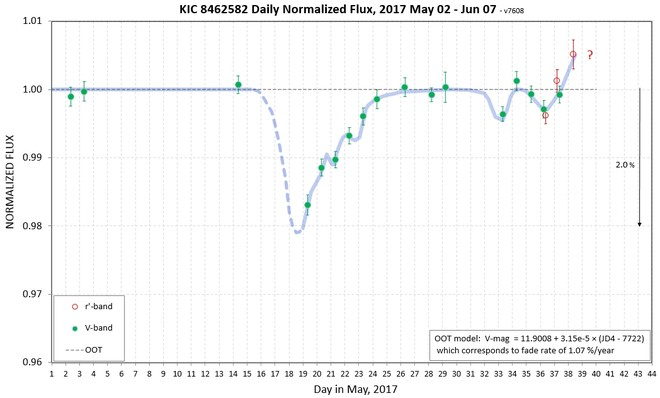 KIC 8462582 Daily Normalized Flux, 2017 May 02 - Jun 07 - v7608
1.01
1.00
0.99
0.98
0.97
0.96
NORMALIZED FLUX
?
2.0 %
r'-band
V-band
OOT
OOT model: V-mag = 11.9008 + 3.15e-5 × (JD4 - 7722)
which corresponds to fade rate of 1.07 %/year
1 2 3 4 5 6 7 8 9 10 11 12 13 14 15 16 17 18 19 20 21 22 23 24 25 26 27 28 29 30 31 32 33 34 35 36 37 38 39 40 41 42 43 44
Day in May, 2017